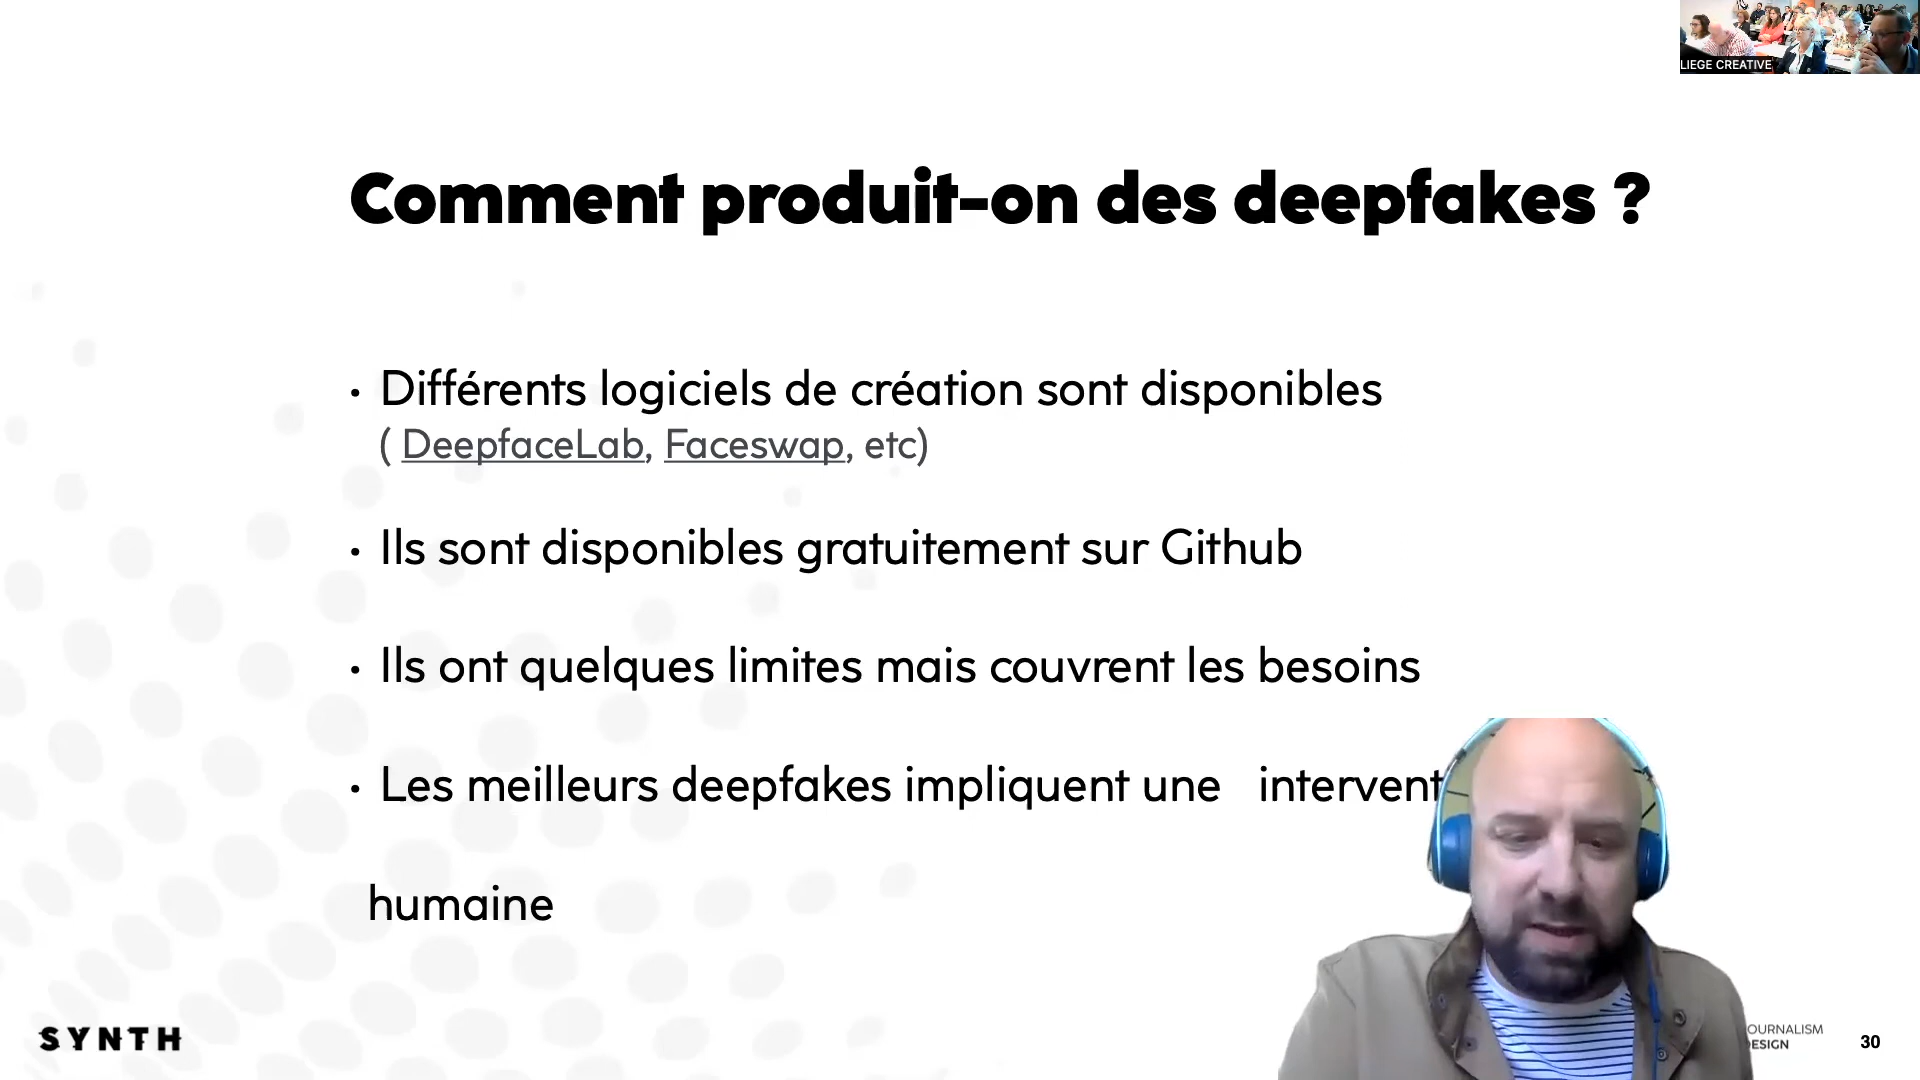 LIEGE CREATIVE
Comment produit-on des deepfakes ?
• Différents logiciels de création sont disponibles
( DeepfaceLab, Faceswap, etc)
• Ils sont disponibles gratuitement sur Github
• Ils ont quelques limites mais couvrent les besoins
• Les meilleurs deepfakes impliquent une intervent
humaine
SYNTH
OURNALISM
ESIGN
30